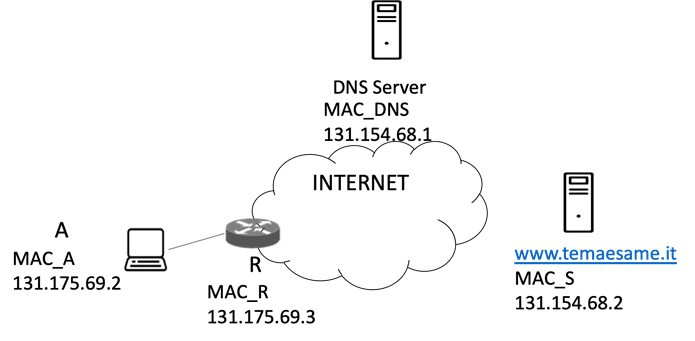 DNS Server
MAC_DNS
131.154.68.1
INTERNET
A
MAC_A
131.175.69.2
R
MAC_R
131.175.69.3
www.temaesame.it
MAC_S
131.154.68.2